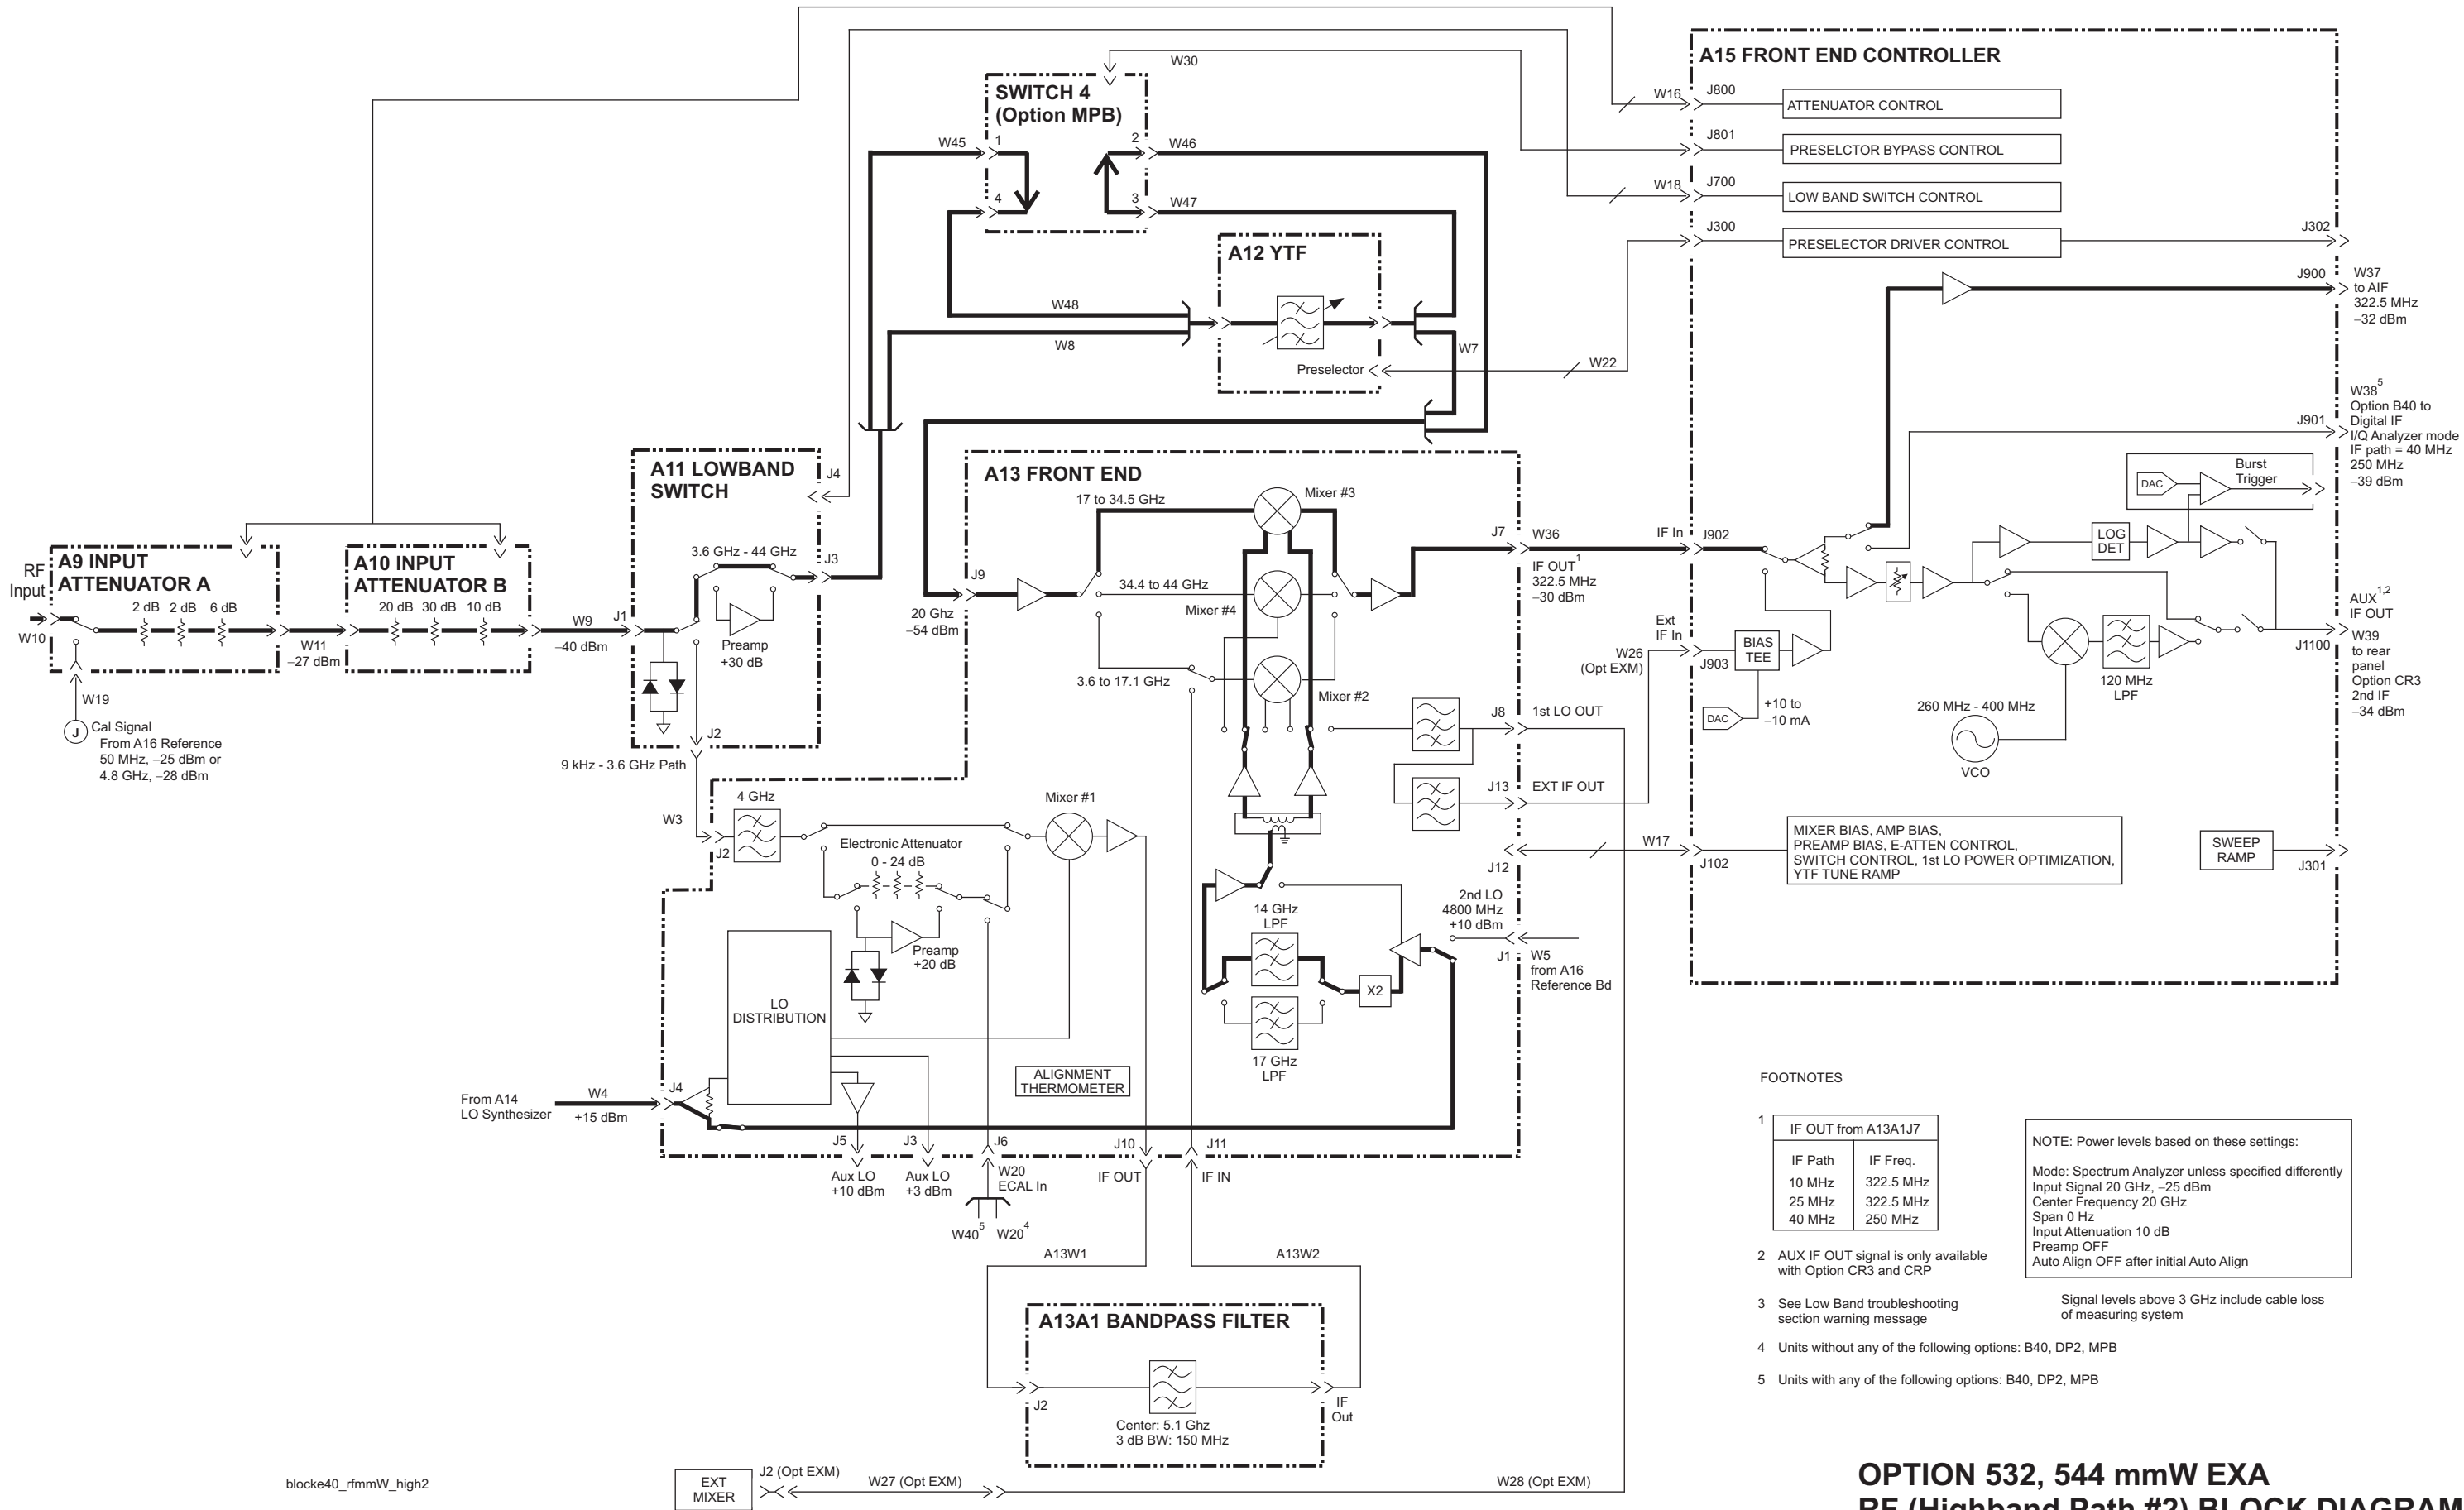 W30
A15 FRONT END CONTROLLER
SWITCH 4
(Option MPB)
W16
J800
ATTENUATOR CONTROL
J801
PRESELCTOR BYPASS CONTROL
W18
J700
LOW BAND SWITCH CONTROL
J300
PRESELECTOR DRIVER CONTROL
J302
W45
1
2
W46
4
3
W47
A12 YTF
W48
W8
W7
Preselector
W22
J900
W37
to AIF
322.5 MHz
–32 dBm
W38 5
Option B40 to
Digital IF
I/Q Analyzer mode
IF path = 40 MHz
250 MHz
–39 dBm
J901
Burst
Trigger
DAC
A11 LOWBAND
SWITCH
J4
A13 FRONT END
17 to 34.5 GHz
Mixer #3
J7
W36
IF OUT 1
322.5 MHz
–30 dBm
IF In
J902
LOG
DET
RF
Input
A9 INPUT
ATTENUATOR A
A10 INPUT
ATTENUATOR B
3.6 GHz - 44 GHz
J3
J9
34.4 to 44 GHz
Mixer #4
2 dB
2 dB
6 dB
20 dB
30 dB
10 dB
W10
W11
–27 dBm
W9
–40 dBm
J1
Preamp
+30 dB
20 Ghz
–54 dBm
3.6 to 17.1 GHz
Mixer #2
Ext
IF In
W26
(Opt EXM)
J903
BIAS
TEE
DAC
+10 to
–10 mA
260 MHz - 400 MHz
VCO
120 MHz
LPF
AUX 1,2
IF OUT
J1100
W39
to rear
panel
Option CR3
2nd IF
–34 dBm
W19
J
Cal Signal
From A16 Reference
50 MHz, –25 dBm or
4.8 GHz, –28 dBm
J2
9 kHz - 3.6 GHz Path
J8
1st LO OUT
J13
EXT IF OUT
W3
J2
4 GHz
Mixer #1
Electronic Attenuator
0 - 24 dB
Preamp
+20 dB
J12
W17
J102
MIXER BIAS, AMP BIAS,
PREAMP BIAS, E-ATTEN CONTROL,
SWITCH CONTROL, 1st LO POWER OPTIMIZATION,
YTF TUNE RAMP
SWEEP
RAMP
J301
2nd LO
4800 MHz
+10 dBm
J1
W5
from A16
Reference Bd
14 GHz
LPF
X2
17 GHz
LPF
LO
DISTRIBUTION
ALIGNMENT
THERMOMETER
From A14
LO Synthesizer
W4
+15 dBm
J4
J5
J3
J6
J10
J11
Aux LO
+10 dBm
Aux LO
+3 dBm
W20
ECAL In
IF OUT
IF IN
W40 5
W20 4
A13W1
A13W2
A13A1 BANDPASS FILTER
J2
IF
Out
Center: 5.1 Ghz
3 dB BW: 150 MHz
EXT
MIXER
J2 (Opt EXM)
W27 (Opt EXM)
W28 (Opt EXM)
blocke40_rfmmW_high2
FOOTNOTES
1
IF OUT from A13A1J7
IF Path IF Freq.
10 MHz 322.5 MHz
25 MHz 322.5 MHz
40 MHz 250 MHz
2 AUX IF OUT signal is only available
with Option CR3 and CRP
3 See Low Band troubleshooting
section warning message
4 Units without any of the following options: B40, DP2, MPB
5 Units with any of the following options: B40, DP2, MPB
NOTE: Power levels based on these settings:
Mode: Spectrum Analyzer unless specified differently
Input Signal 20 GHz, –25 dBm
Center Frequency 20 GHz
Span 0 Hz
Input Attenuation 10 dB
Preamp OFF
Auto Align OFF after initial Auto Align
Signal levels above 3 GHz include cable loss
of measuring system
OPTION 532, 544 mmW EXA
RF (Highband Path #2) BLOCK DIAGRAM